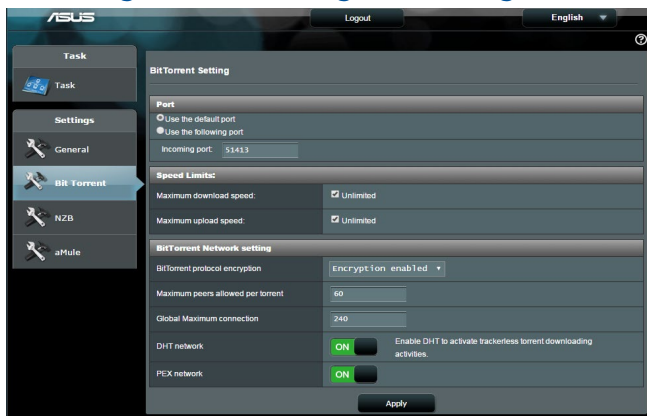 ASUS
Logout
English
?
Task
Task
Settings
General
Bit Torrent
NZB
aMule
BitTorrent Setting
Port
Use the default port
Use the following port
Incoming port: 51413
Speed Limits:
Maximum download speed: Unlimited
Maximum upload speed: Unlimited
BitTorrent Network setting
BitTorrent protocol encryption Encryption enabled
Maximum peers allowed per torrent 60
Global Maximum connection 240
DHT network ON Enable DHT to activate trackerless torrent downloading
activities.
PEX network ON
Apply